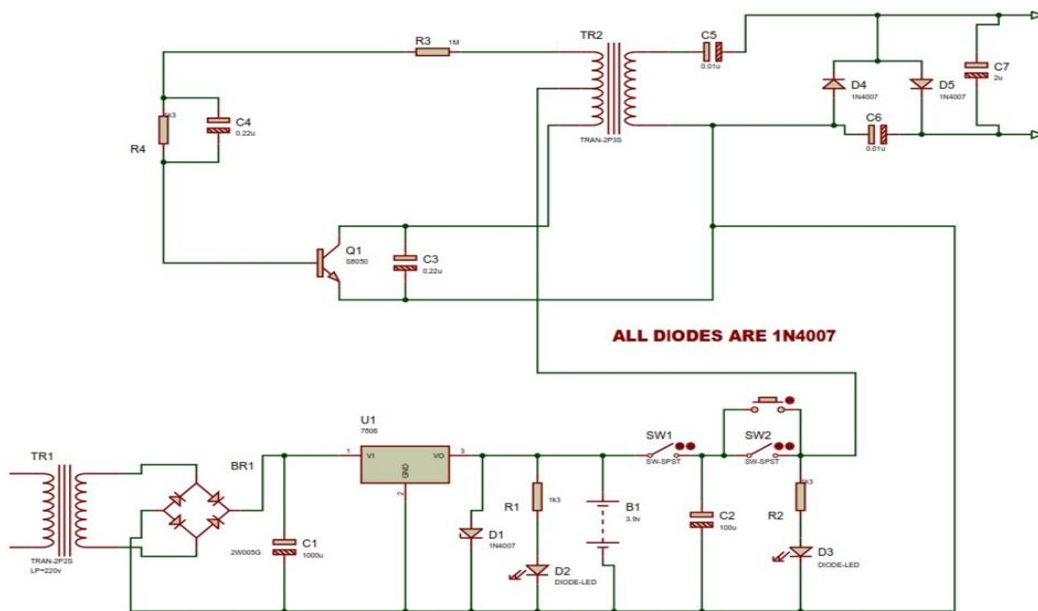 TR2
C5
0.01u
R3
1M
C7
2u
D4
1N4007
D5
1N4007
C6
0.01u
C4
0.22u
R4
TRAN-2P3S
Q1
S8050
C3
0.22u
ALL DIODES ARE 1N4007
U1
7806
TR1
BR1
1
VI
VO
3
GND
2
SW1
SW-SPST
SW2
SW-SPST
R1
1k3
B1
3.9v
C2
100u
R2
D1
1N4007
C1
1000u
2W005G
D2
DIODE-LED
D3
DIODE-LED
TRAN-2P2S
LP=220v